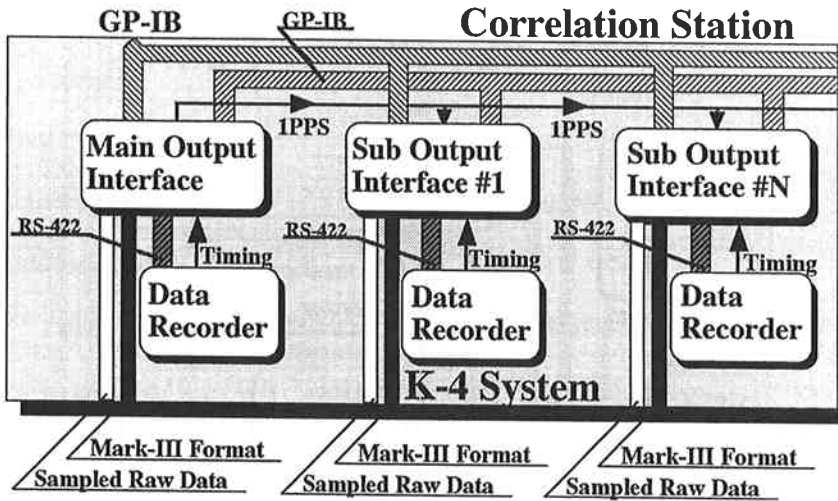 GP-IB
GP-IB
Correlation Station
1PPS
1PPS
Main Output
Interface
Sub Output
Interface #1
Sub Output
Interface #N
RS-422
Timing
RS-422
Timing
RS-422
Timing
Data
Recorder
Data
Recorder
Data
Recorder
K-4 System
Mark-III Format
Mark-III Format
Mark-III Format
Sampled Raw Data
Sampled Raw Data
Sampled Raw Data